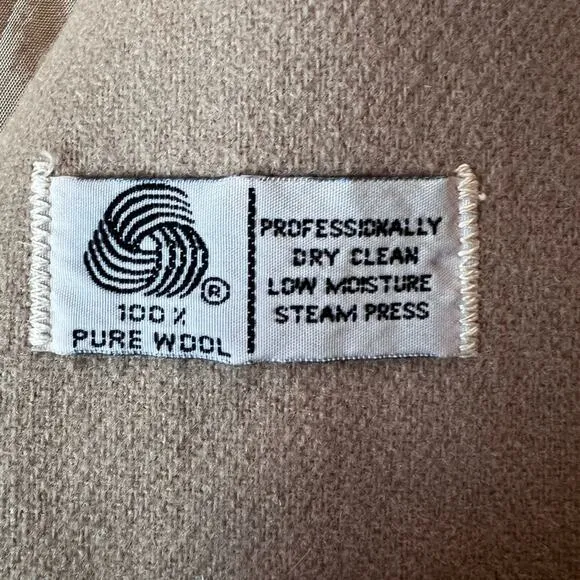 ®
100%
PURE WOOL
PROFESSIONALLY
DRY CLEAN
LOW MOISTURE
STEAM PRESS